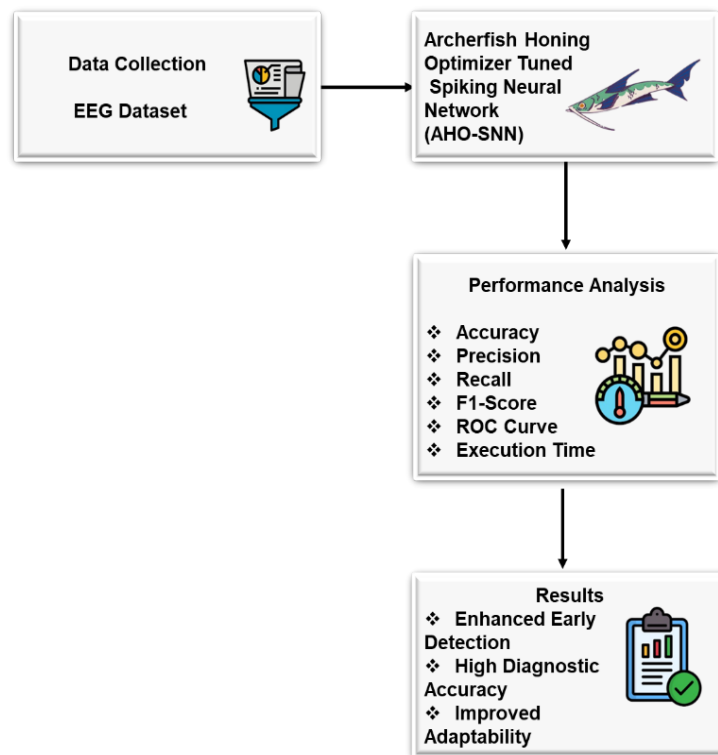 Data Collection
EEG Dataset
Archerfish Honing
Optimizer Tuned
Spiking Neural
Network
(AHO-SNN)
Performance Analysis
❖ Accuracy
❖ Precision
❖ Recall
❖ F1-Score
❖ ROC Curve
❖ Execution Time
Results
❖ Enhanced Early
Detection
❖ High Diagnostic
Accuracy
❖ Improved
Adaptability